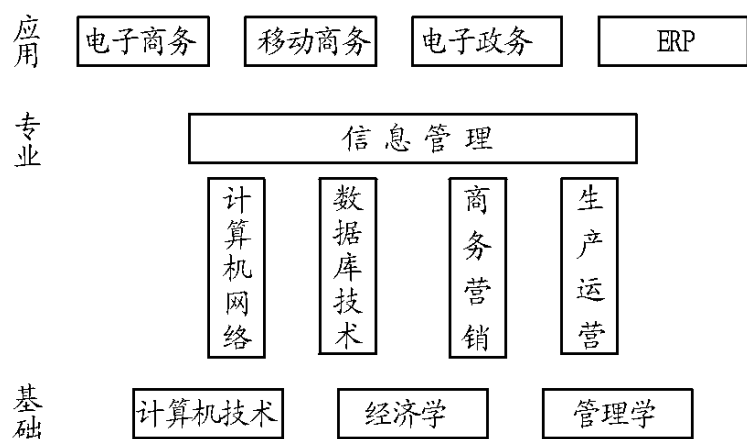 应用
电子商务
移动商务
电子政务
ERP
专业
信息管理
计算机网络
数据库技术
商务营销
生产运营
基础
计算机技术
经济学
管理学